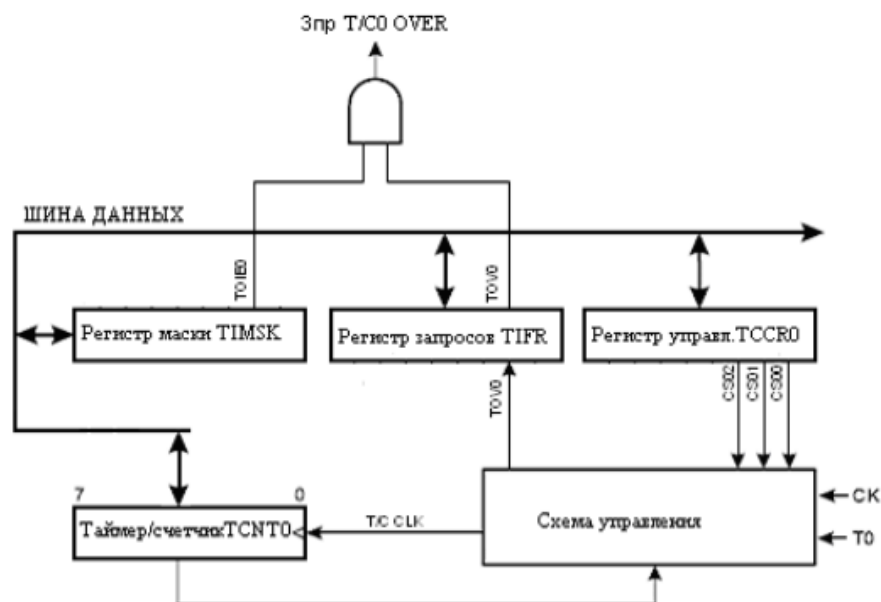 Зпр T/C0 OVER
ШИНА ДАННЫХ
TOIE0
TOV0
Регистр маски TIMSK
Регистр запросов TIFR
Регистр управл.TCCR0
TOV0
CS02
CS01
CS00
7
0
Таймер/счетчикTCNT0
T/C CLK
Схема управления
CK
T0